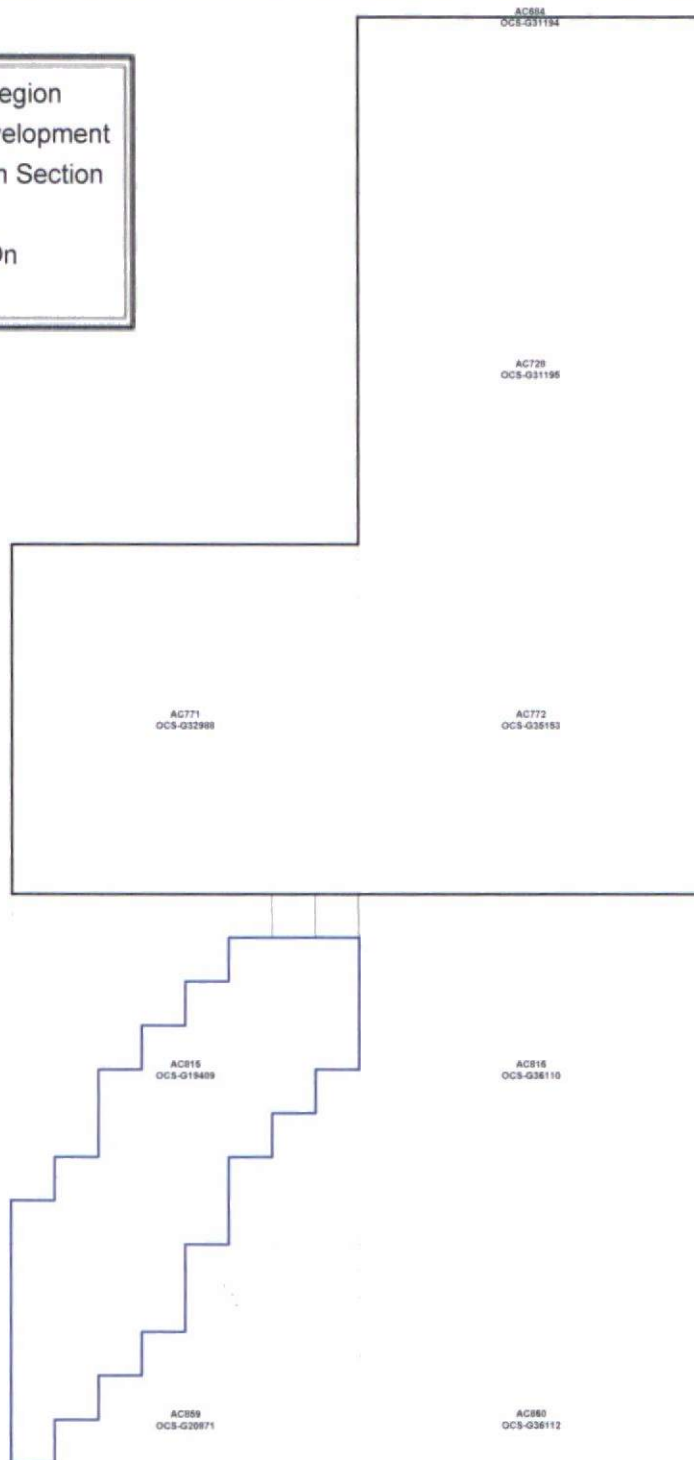 AC684
OCS-G31194
egion
velopment
n Section
On
AC728
OCS-G31195
AC771
OCS-G32988
AC772
OCS-G35153
AC815
OCS-G19409
AC816
OCS-G36110
AC859
OCS-G20871
AC860
OCS-G36112